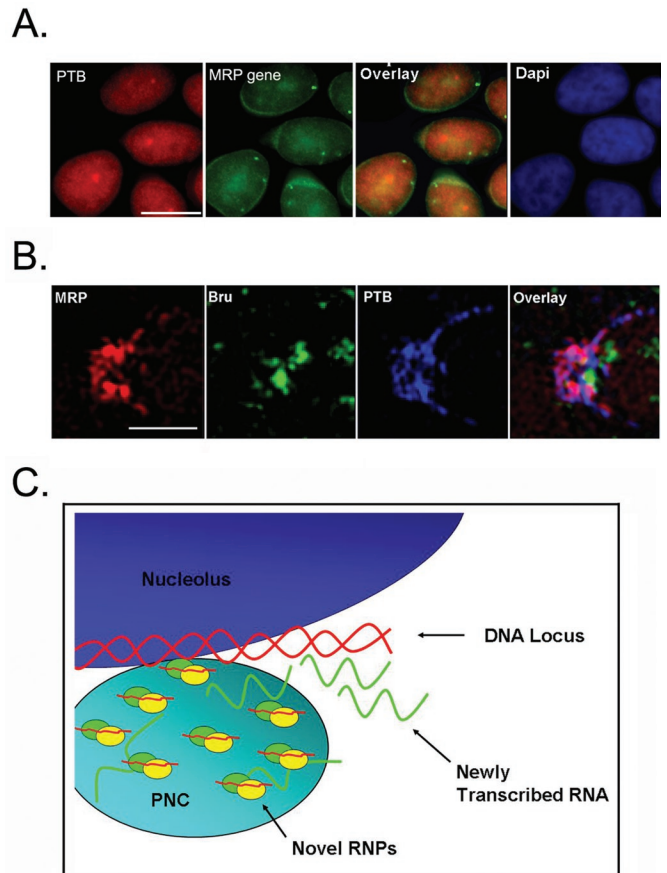 A.
PTB
MRP gene
Overlay
Dapi
B.
MRP
Bru
PTB
Overlay
C.
Nucleolus
DNA Locus
Newly
Transcribed RNA
PNC
Novel RNPs